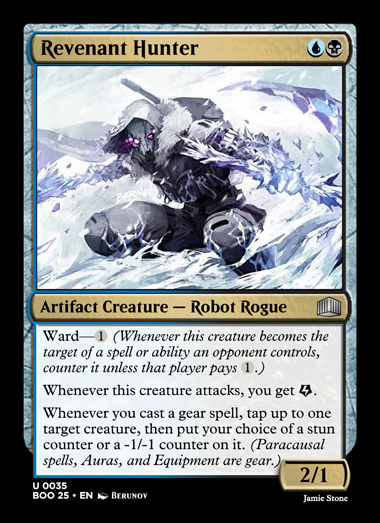 Revenant Hunter
Artifact Creature — Robot Rogue
Ward—1 (Whenever this creature becomes the
target of a spell or ability an opponent controls,
counter it unless that player pays 1.)
Whenever this creature attacks, you get .
Whenever you cast a gear spell, tap up to one
target creature, then put your choice of a stun
counter or a -1/-1 counter on it. (Paracausal
spells, Auras, and Equipment are gear.)
2/1
U 0035
BOO 25 • EN Berunov
Jamie Stone